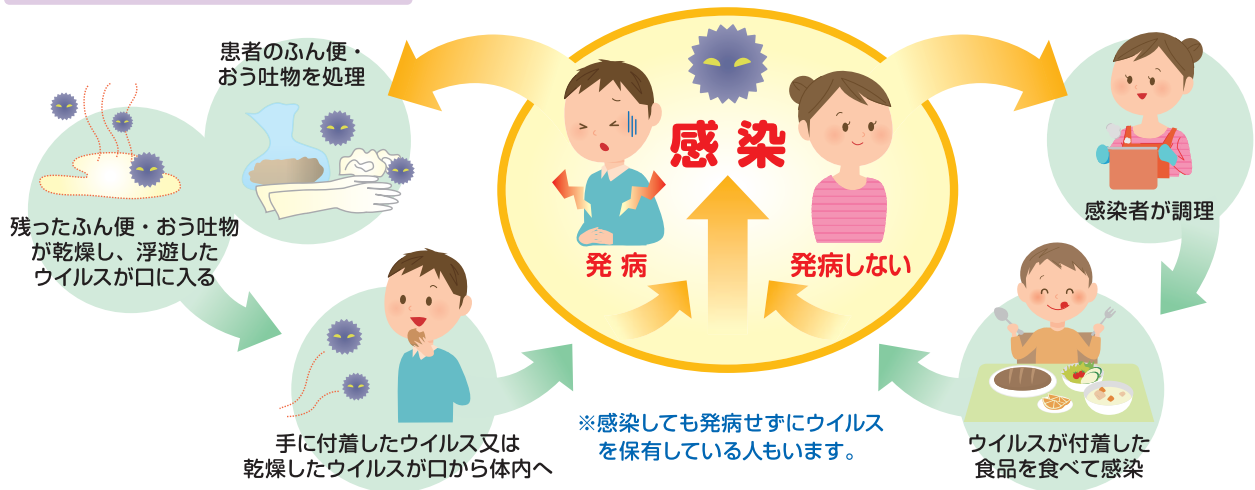 患者のふん便・
おう吐物を処理
残ったふん便・おう吐物
が乾燥し、浮遊した
ウイルスが口に入る
手に付着したウイルス又は
乾燥したウイルスが口から体内へ
感染
発病
発病しない
※感染しても発病せずにウイルス
を保有している人もいます。
感染者が調理
ウイルスが付着した
食品を食べて感染